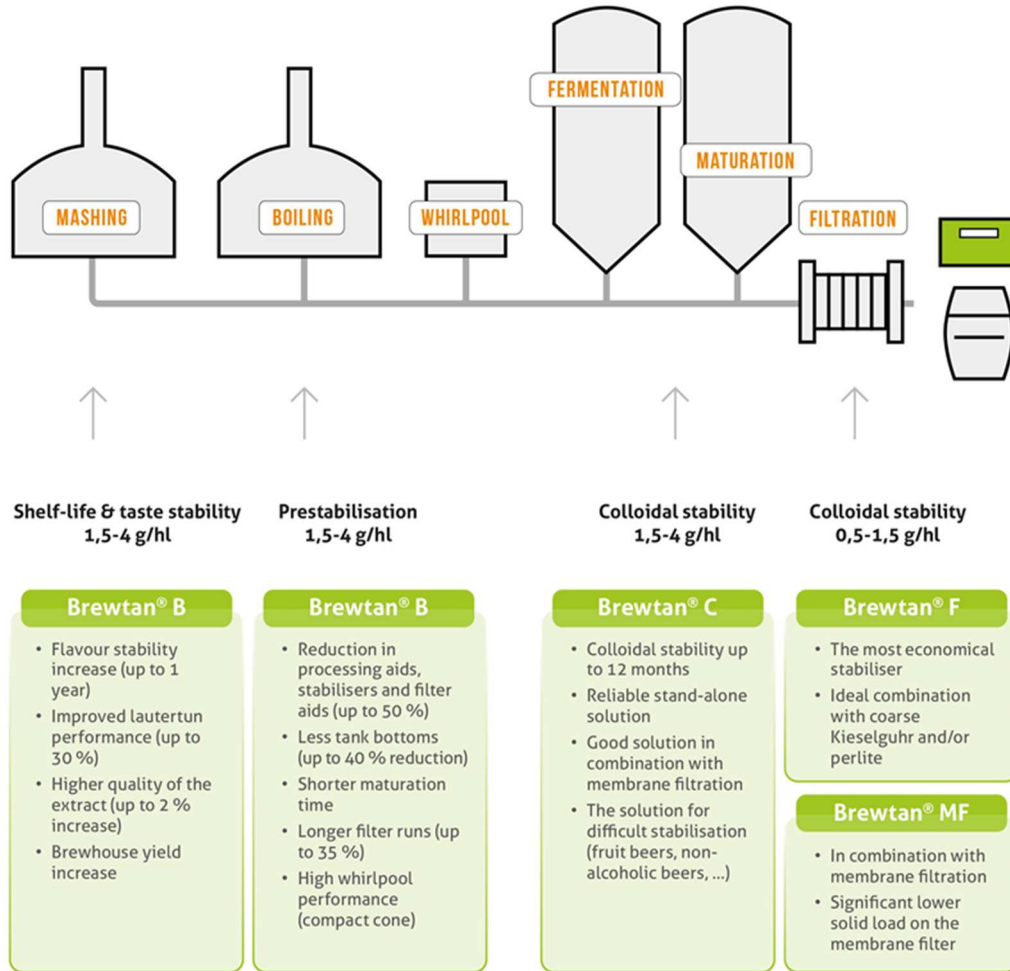 FERMENTATION
MATURATION
MASHING
BOILING
WHIRLPOOL
FILTRATION
Shelf-life & taste stability
1,5-4 g/hl
Prestabilisation
1,5-4 g/hl
Colloidal stability
1,5-4 g/hl
Colloidal stability
0,5-1,5 g/hl
Brewtan® B
• Flavour stability
increase (up to 1
year)
• Improved lautertun
performance (up to
30 %)
• Higher quality of the
extract (up to 2 %
increase)
• Brewhouse yield
increase
Brewtan® B
• Reduction in
processing aids,
stabilisers and filter
aids (up to 50 %)
• Less tank bottoms
(up to 40 % reduction)
• Shorter maturation
time
• Longer filter runs (up
to 35 %)
• High whirlpool
performance
(compact cone)
Brewtan® C
• Colloidal stability up
to 12 months
• Reliable stand-alone
solution
• Good solution in
combination with
membrane filtration
• The solution for
difficult stabilisation
(fruit beers, non-
alcoholic beers, ...)
Brewtan® F
• The most economical
stabiliser
• Ideal combination
with coarse
Kieselguhr and/or
perlite
Brewtan® MF
• In combination with
membrane filtration
• Significant lower
solid load on the
membrane filter